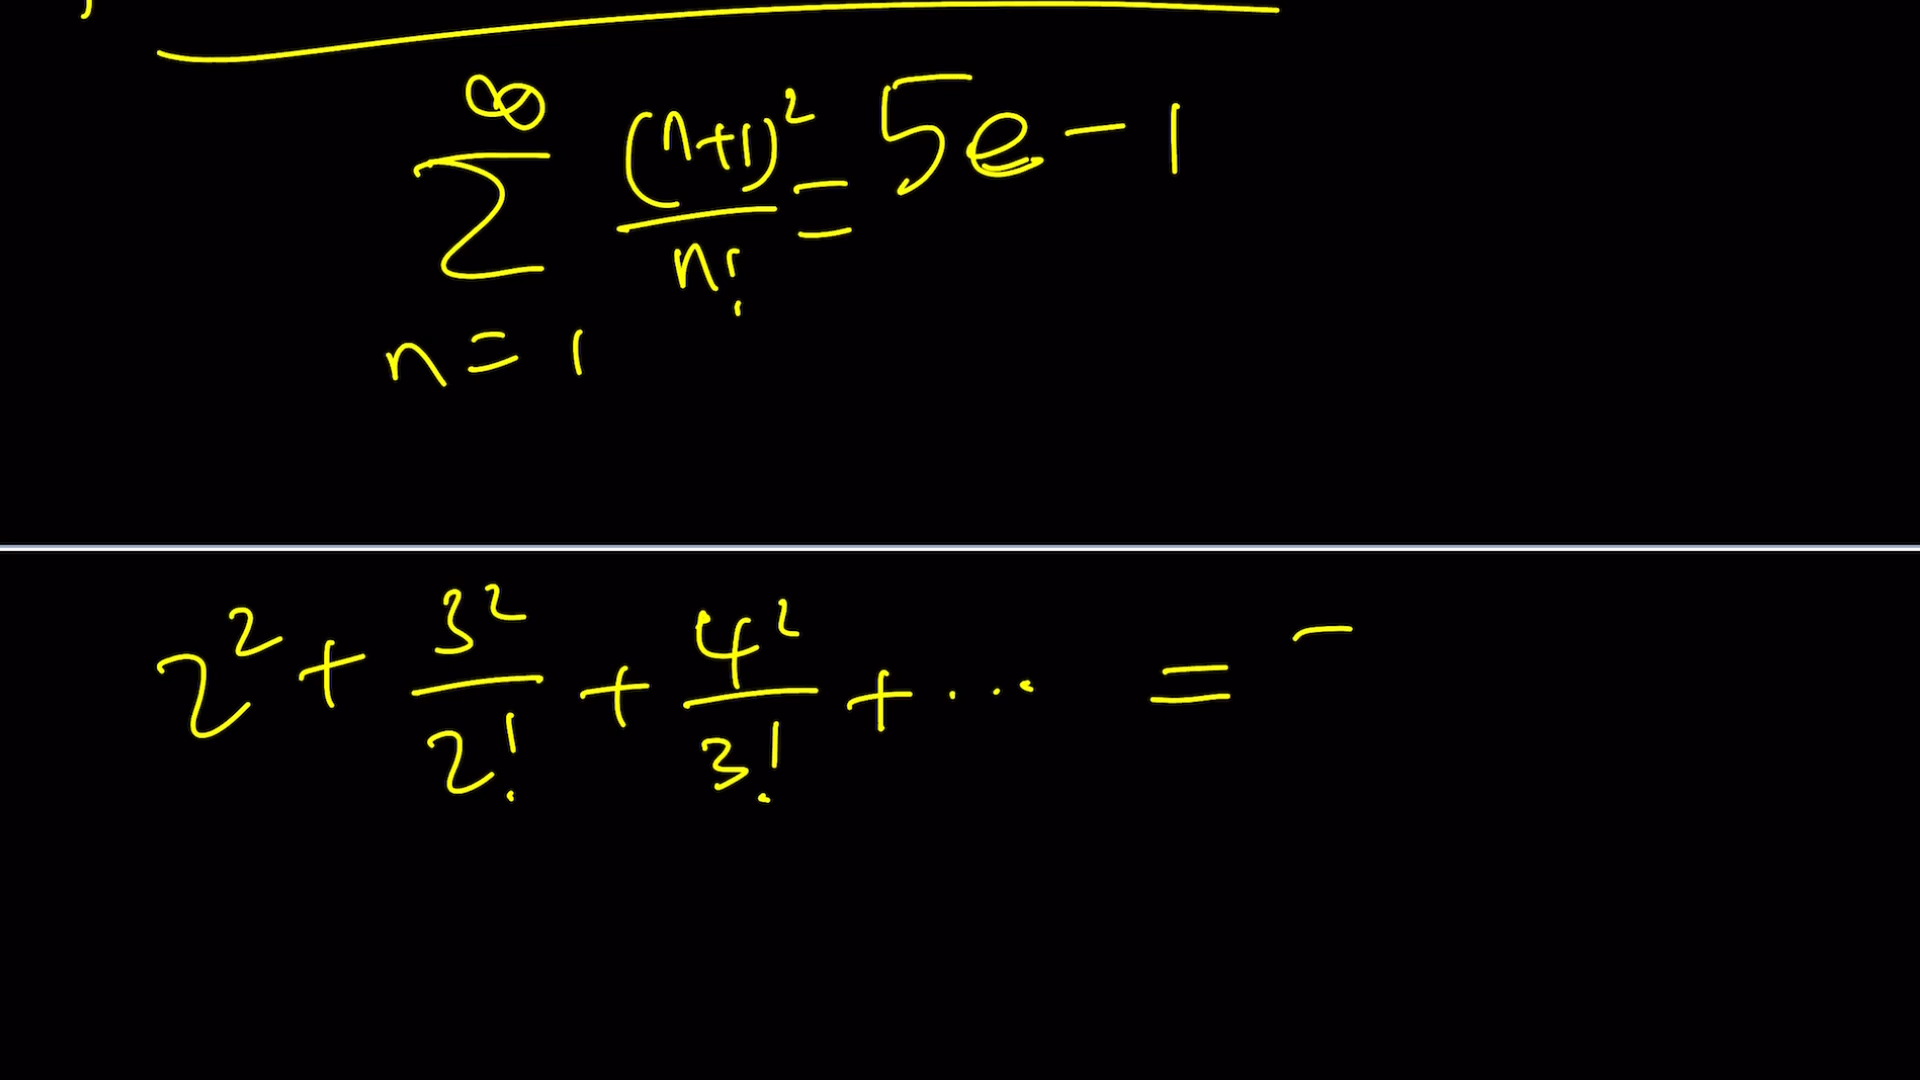 ∞
∑ (n+1)²/n! = 5e − 1
n = 1
2² + 3²/2! + 4²/3! + ... =